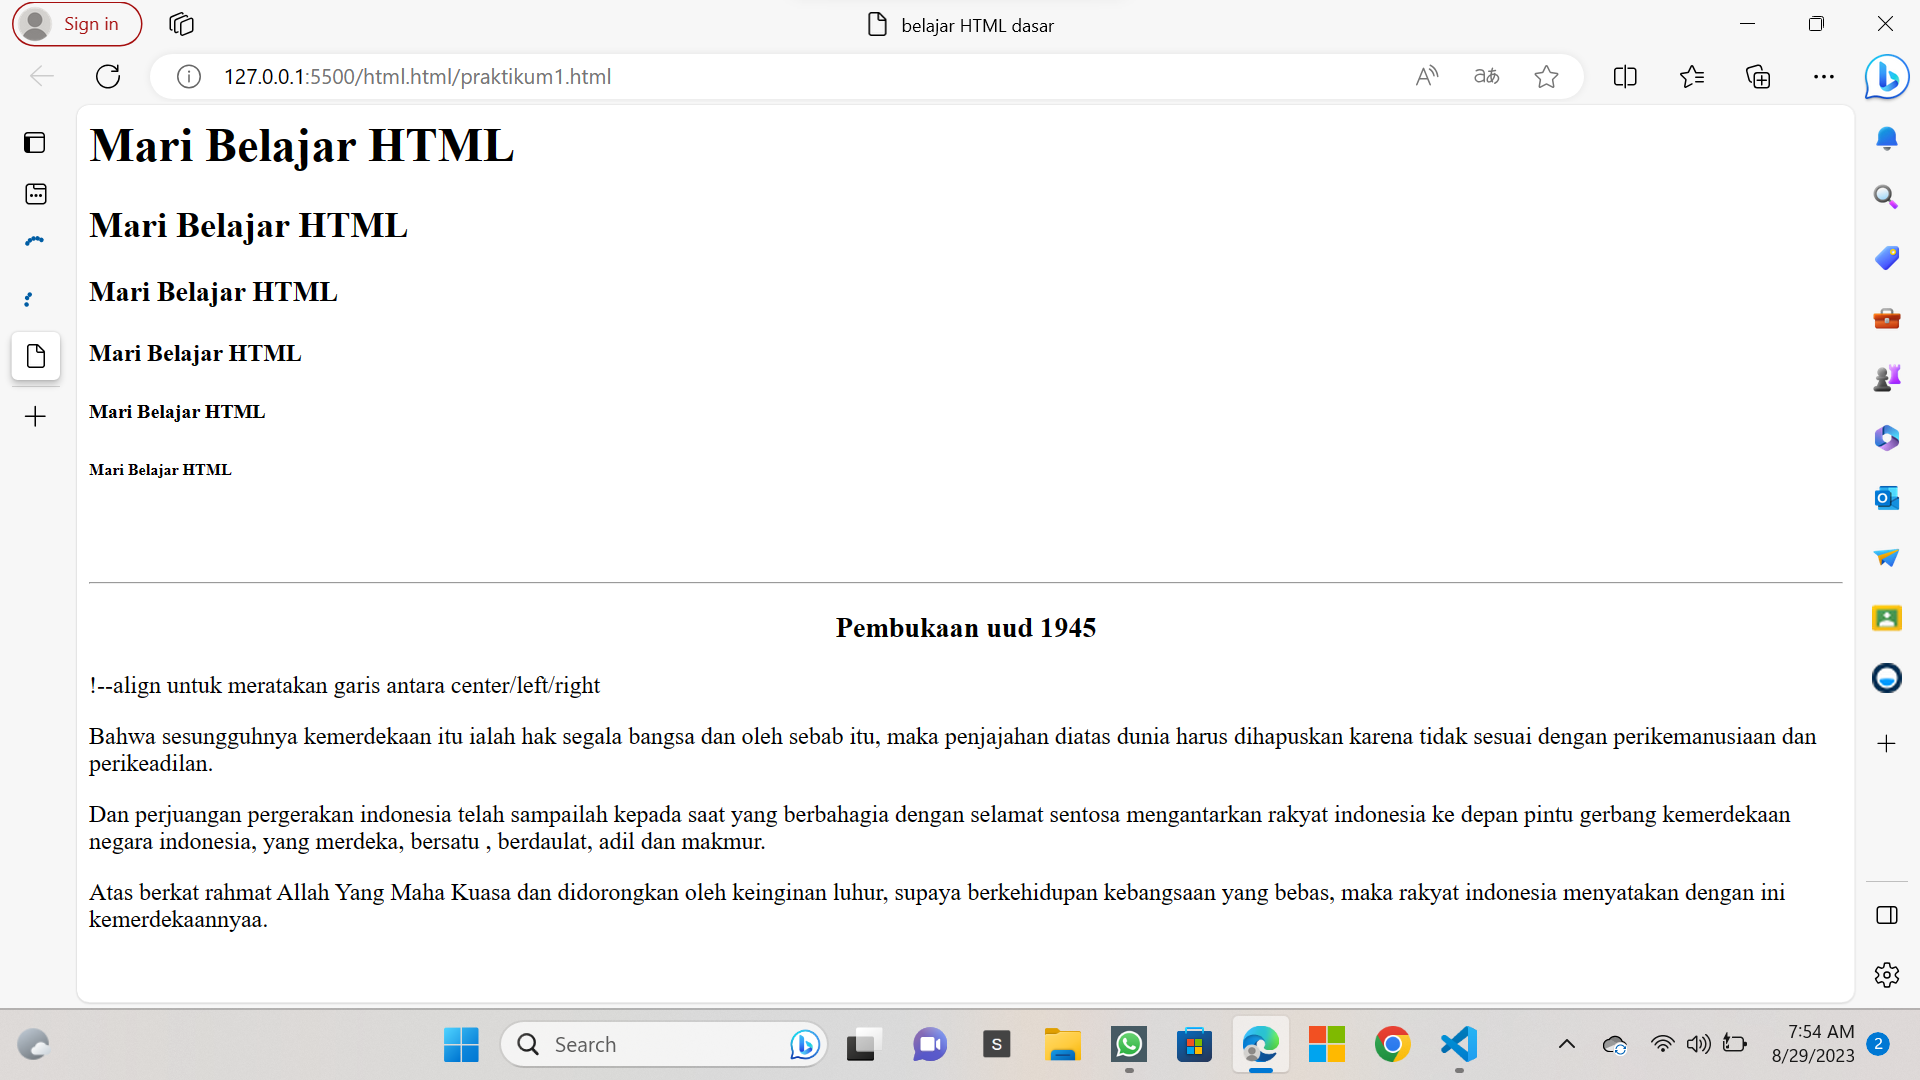 Sign in
belajar HTML dasar
127.0.0.1:5500/html.html/praktikum1.html
Mari Belajar HTML
Mari Belajar HTML
Mari Belajar HTML
Mari Belajar HTML
Mari Belajar HTML
Mari Belajar HTML
Pembukaan uud 1945
!--align untuk meratakan garis antara center/left/right
Bahwa sesungguhnya kemerdekaan itu ialah hak segala bangsa dan oleh sebab itu, maka penjajahan diatas dunia harus dihapuskan karena tidak sesuai dengan perikemanusiaan dan
perikeadilan.
Dan perjuangan pergerakan indonesia telah sampailah kepada saat yang berbahagia dengan selamat sentosa mengantarkan rakyat indonesia ke depan pintu gerbang kemerdekaan
negara indonesia, yang merdeka, bersatu , berdaulat, adil dan makmur.
Atas berkat rahmat Allah Yang Maha Kuasa dan didorongkan oleh keinginan luhur, supaya berkehidupan kebangsaan yang bebas, maka rakyat indonesia menyatakan dengan ini
kemerdekaannyaa.
Search
S
7:54 AM
8/29/2023
2